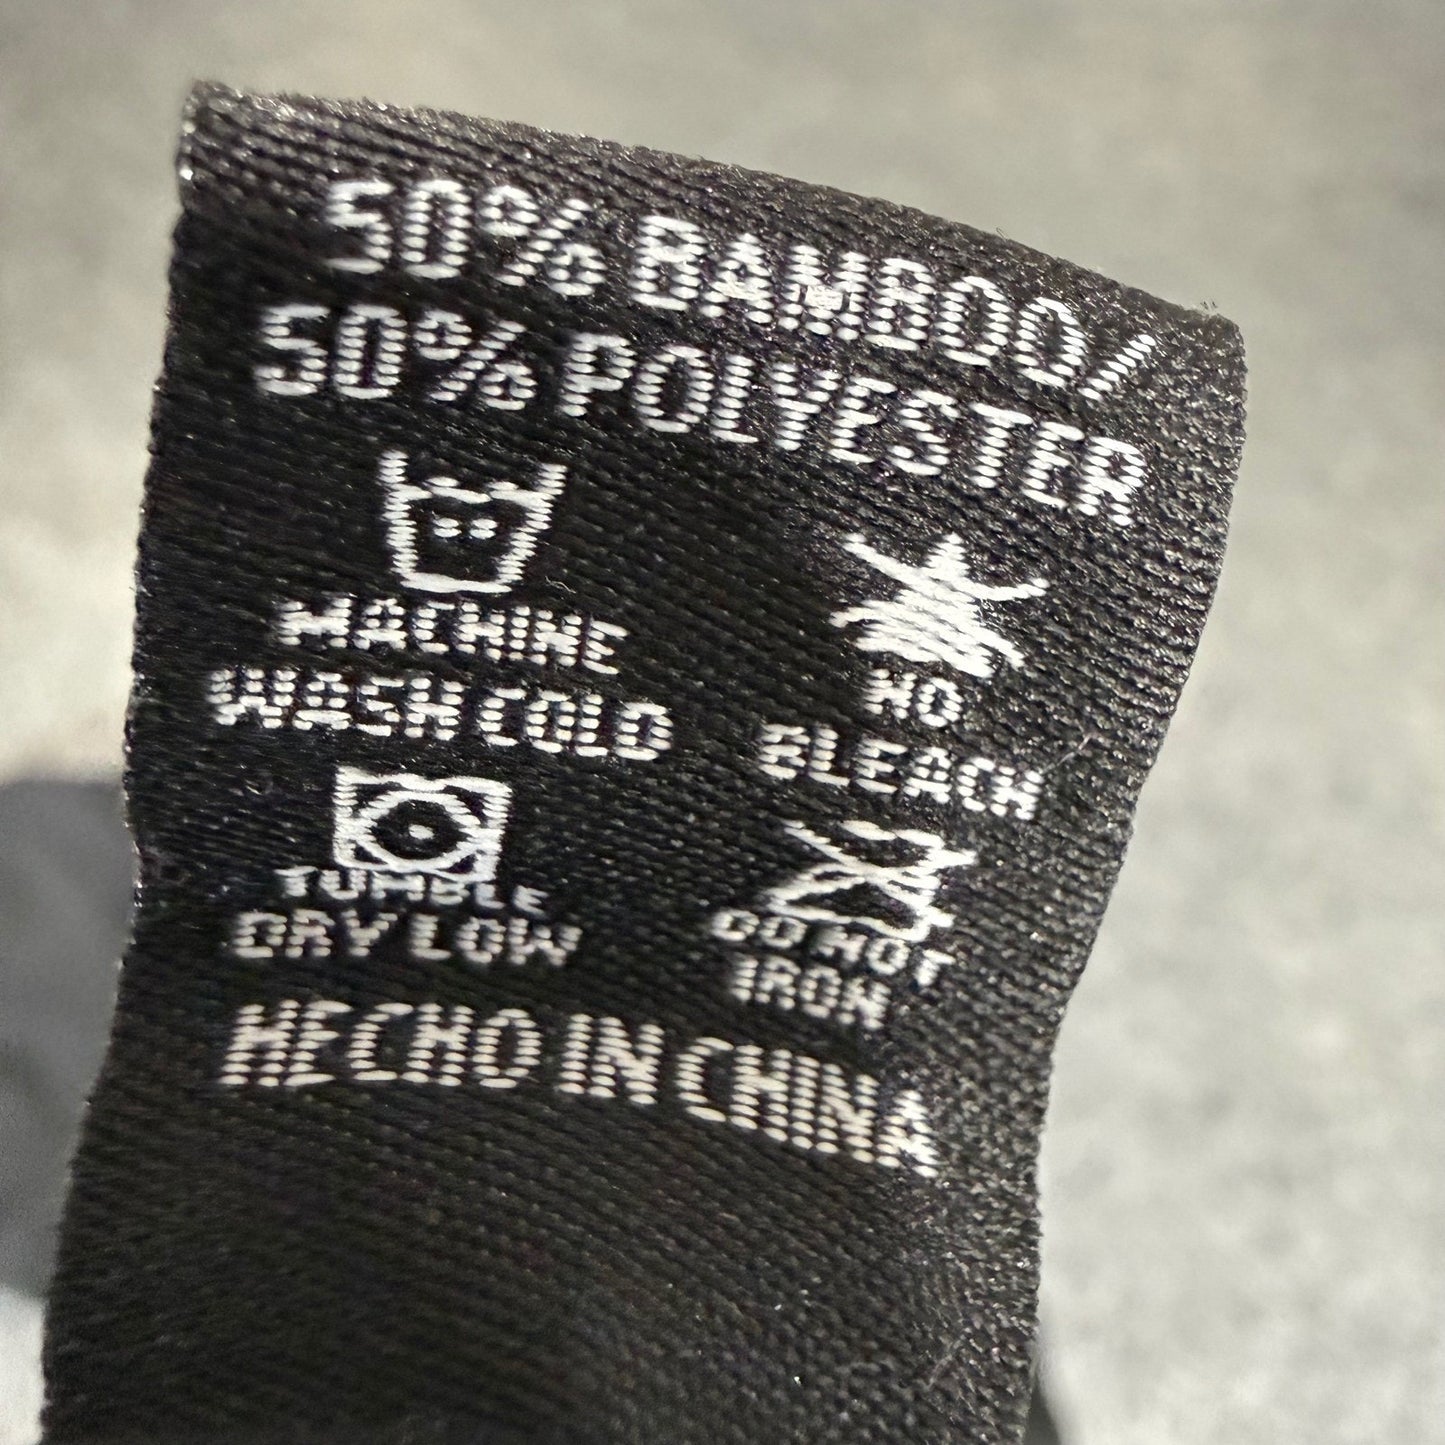 50% BAMBOO/
50% POLYESTER
MACHINE
WASH COLD
NO
BLEACH
TUMBLE
DRY LOW
DO NOT
IRON
HECHO IN CHINA